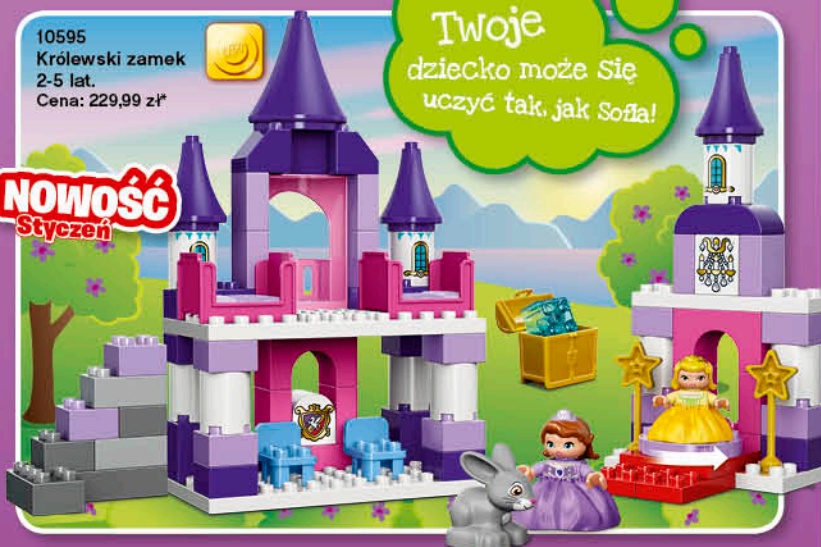 10595
Królewski zamek
2-5 lat.
Cena: 229,99 zł*
LEGO
Twoje
dziecko może się
uczyć tak, jak Sofia!
NOWOŚĆ
Styczeń